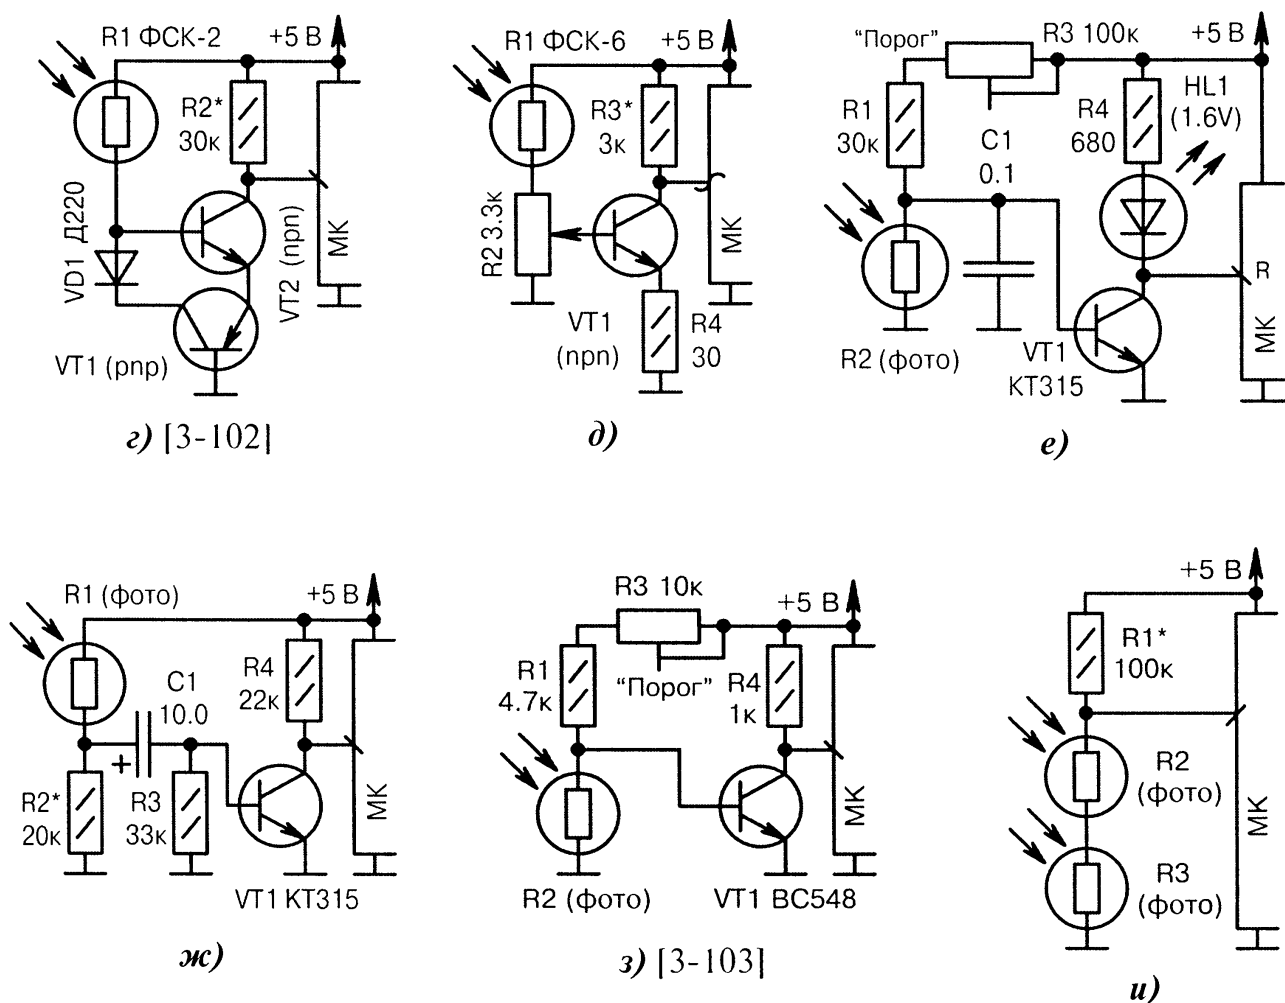 R1 ФСК-2
+5 В
R2*
30к
VD1 Д220
VT2 (npn)
МК
VT1 (pnp)
г) [3-102]
R1 ФСК-6
+5 В
R3*
3к
R2 3.3к
МК
VT1
(npn)
R4
30
д)
"Порог"
R3 100к
+5 В
R1
30к
C1
0.1
R4
680
HL1
(1.6V)
R
МК
R2 (фото)
VT1
КТ315
е)
R1 (фото)
+5 В
R4
22к
C1
10.0
+
R2*
20к
R3
33к
МК
VT1 КТ315
ж)
R3 10к
+5 В
R1
4.7к
"Порог"
R4
1к
МК
R2 (фото)
VT1 BC548
з) [3-103]
+5 В
R1*
100к
R2
(фото)
R3
(фото)
МК
и)